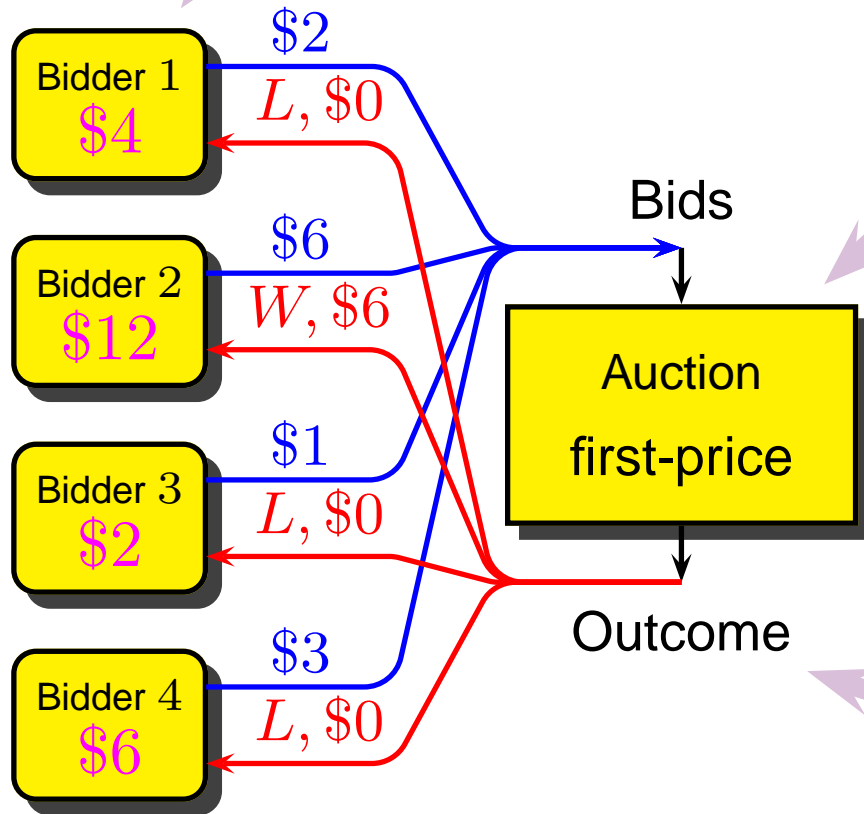 $2
Bidder 1
$4
L, $0
Bids
$6
Bidder 2
$12
W, $6
Auction
first-price
$1
Bidder 3
$2
L, $0
Outcome
$3
Bidder 4
$6
L, $0